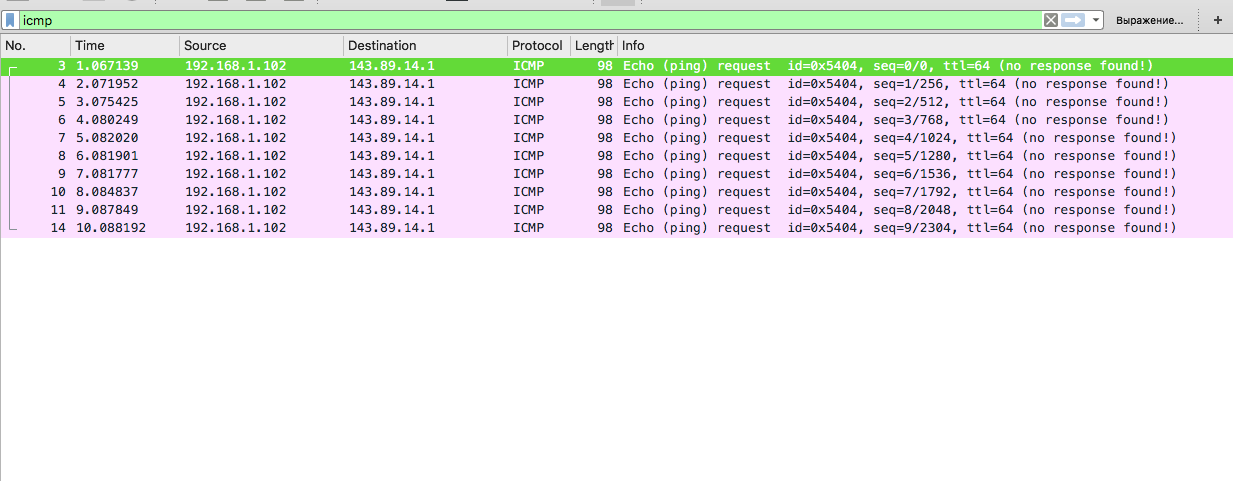 icmp Выражение... +
No. Time Source Destination Protocol Length Info
3 1.067139 192.168.1.102 143.89.14.1 ICMP 98 Echo (ping) request id=0x5404, seq=0/0, ttl=64 (no response found!)
4 2.071952 192.168.1.102 143.89.14.1 ICMP 98 Echo (ping) request id=0x5404, seq=1/256, ttl=64 (no response found!)
5 3.075425 192.168.1.102 143.89.14.1 ICMP 98 Echo (ping) request id=0x5404, seq=2/512, ttl=64 (no response found!)
6 4.080249 192.168.1.102 143.89.14.1 ICMP 98 Echo (ping) request id=0x5404, seq=3/768, ttl=64 (no response found!)
7 5.082020 192.168.1.102 143.89.14.1 ICMP 98 Echo (ping) request id=0x5404, seq=4/1024, ttl=64 (no response found!)
8 6.081901 192.168.1.102 143.89.14.1 ICMP 98 Echo (ping) request id=0x5404, seq=5/1280, ttl=64 (no response found!)
9 7.081777 192.168.1.102 143.89.14.1 ICMP 98 Echo (ping) request id=0x5404, seq=6/1536, ttl=64 (no response found!)
10 8.084837 192.168.1.102 143.89.14.1 ICMP 98 Echo (ping) request id=0x5404, seq=7/1792, ttl=64 (no response found!)
11 9.087849 192.168.1.102 143.89.14.1 ICMP 98 Echo (ping) request id=0x5404, seq=8/2048, ttl=64 (no response found!)
14 10.088192 192.168.1.102 143.89.14.1 ICMP 98 Echo (ping) request id=0x5404, seq=9/2304, ttl=64 (no response found!)